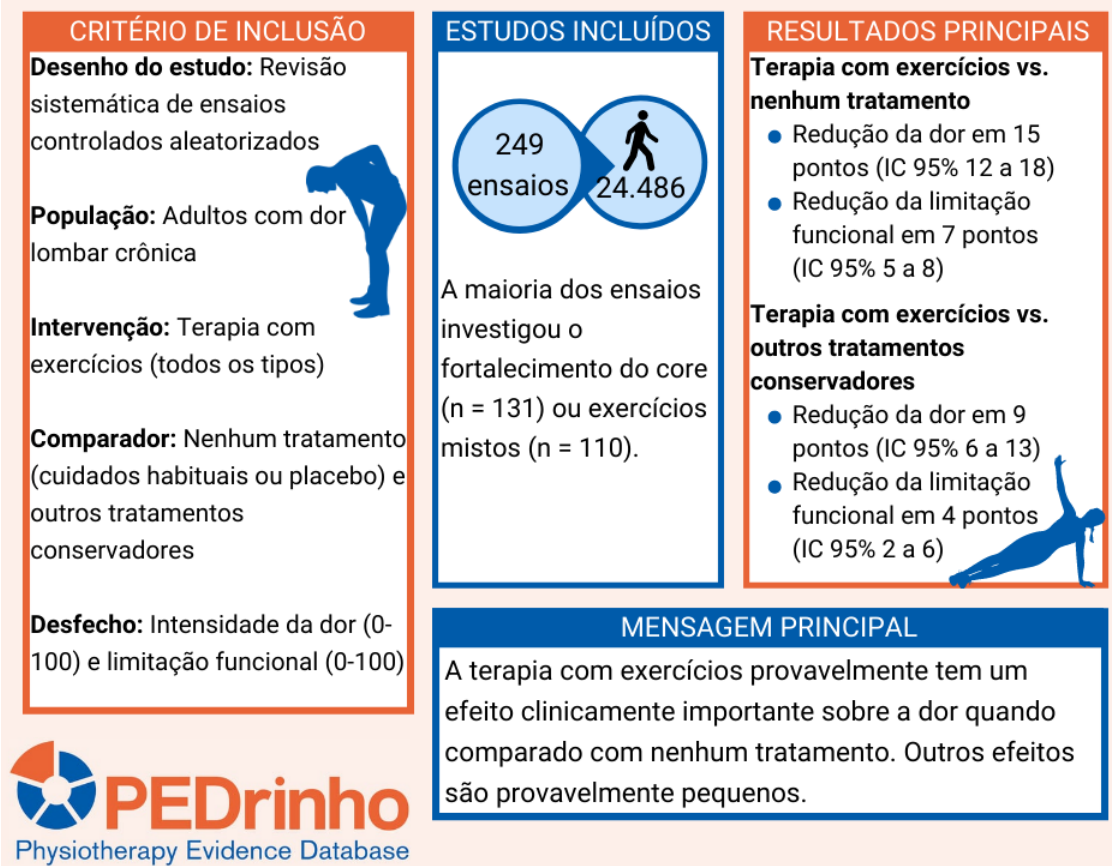 CRITÉRIO DE INCLUSÃO
Desenho do estudo: Revisão
sistemática de ensaios
controlados aleatorizados
População: Adultos com dor
lombar crônica
Intervenção: Terapia com
exercícios (todos os tipos)
Comparador: Nenhum tratamento
(cuidados habituais ou placebo) e
outros tratamentos
conservadores
Desfecho: Intensidade da dor (0-
100) e limitação funcional (0-100)
ESTUDOS INCLUÍDOS
249
ensaios
24.486
A maioria dos ensaios
investigou o
fortalecimento do core
(n = 131) ou exercícios
mistos (n = 110).
RESULTADOS PRINCIPAIS
Terapia com exercícios vs.
nenhum tratamento
Redução da dor em 15
pontos (IC 95% 12 a 18)
Redução da limitação
funcional em 7 pontos
(IC 95% 5 a 8)
Terapia com exercícios vs.
outros tratamentos
conservadores
Redução da dor em 9
pontos (IC 95% 6 a 13)
Redução da limitação
funcional em 4 pontos
(IC 95% 2 a 6)
MENSAGEM PRINCIPAL
A terapia com exercícios provavelmente tem um
efeito clinicamente importante sobre a dor quando
comparado com nenhum tratamento. Outros efeitos
são provavelmente pequenos.
PEDrinho
Physiotherapy Evidence Database